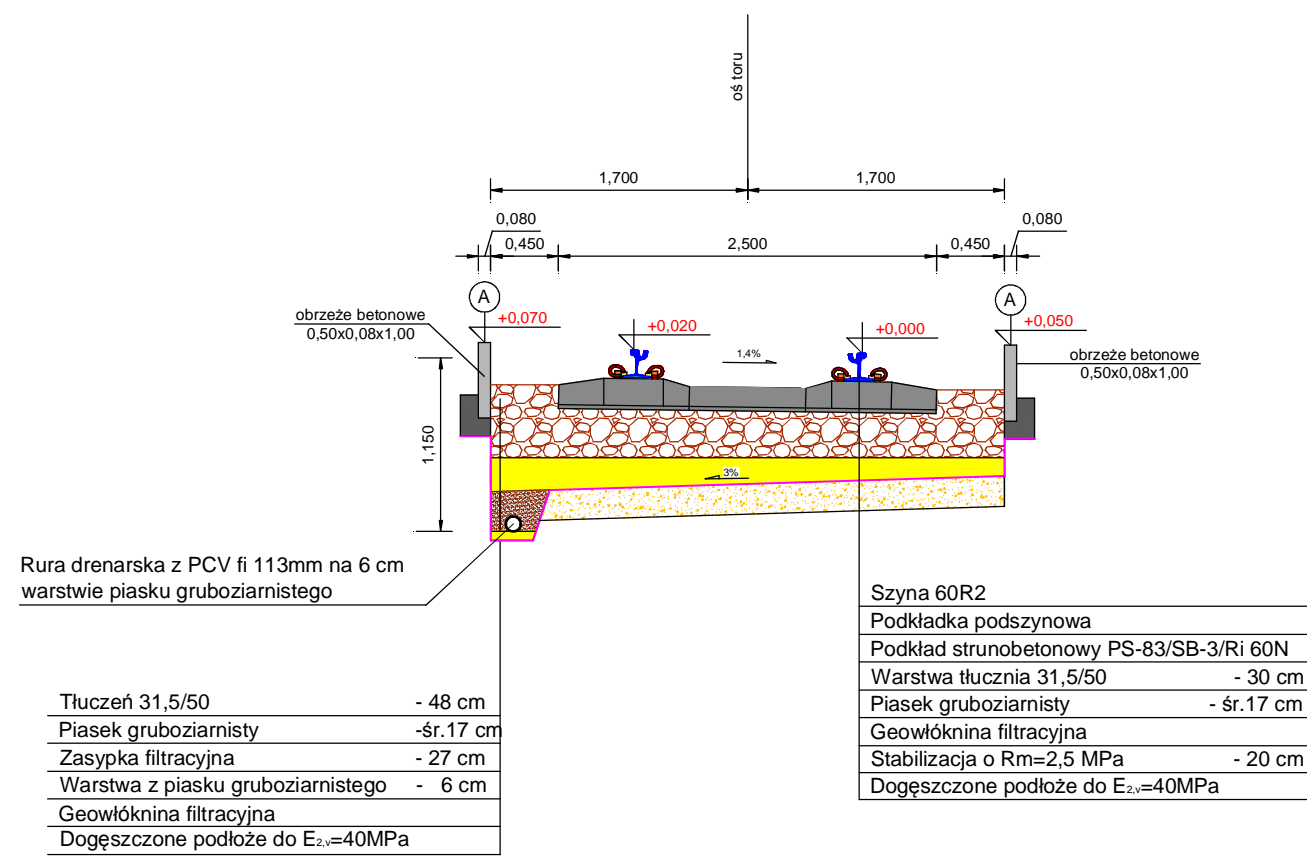 oś toru
1,700
1,700
0,080
0,080
0,450
2,500
0,450
A
A
obrzeże betonowe
0,50x0,08x1,00
+0,070
+0,020
1,4%
+0,000
+0,050
obrzeże betonowe
0,50x0,08x1,00
1,150
3%
Rura drenarska z PCV fi 113mm na 6 cm
warstwie piasku gruboziarnistego
Tłuczeń 31,5/50 - 48 cm
Piasek gruboziarnisty -śr.17 cm
Zasypka filtracyjna - 27 cm
Warstwa z piasku gruboziarnistego - 6 cm
Geowłóknina filtracyjna
Dogęszczone podłoże do E2,v=40MPa
Szyna 60R2
Podkładka podszynowa
Podkład strunobetonowy PS-83/SB-3/Ri 60N
Warstwa tłucznia 31,5/50 - 30 cm
Piasek gruboziarnisty - śr.17 cm
Geowłóknina filtracyjna
Stabilizacja o Rm=2,5 MPa - 20 cm
Dogęszczone podłoże do E2,v=40MPa